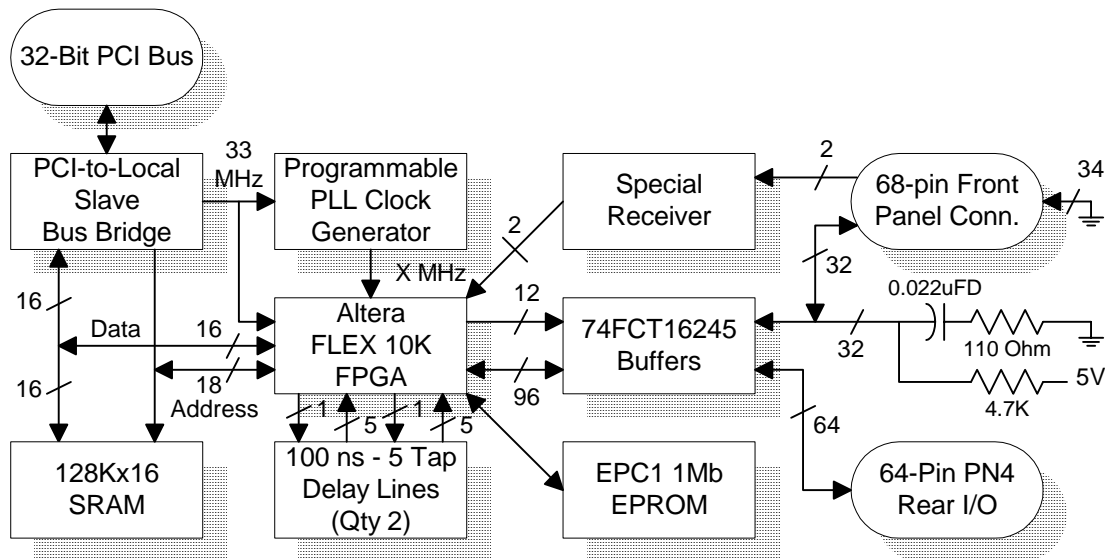 32-Bit PCI Bus
PCI-to-Local
Slave
Bus Bridge
33
MHz
Programmable
PLL Clock
Generator
Special
Receiver
2
68-pin Front
Panel Conn.
34
2
X MHz
32
16
Data
16
18
Address
16
Altera
FLEX 10K
FPGA
12
96
74FCT16245
Buffers
32
0.022uFD
110 Ohm
5V
4.7K
64
1
5
1
5
128Kx16
SRAM
100 ns - 5 Tap
Delay Lines
(Qty 2)
EPC1 1Mb
EPROM
64-Pin PN4
Rear I/O